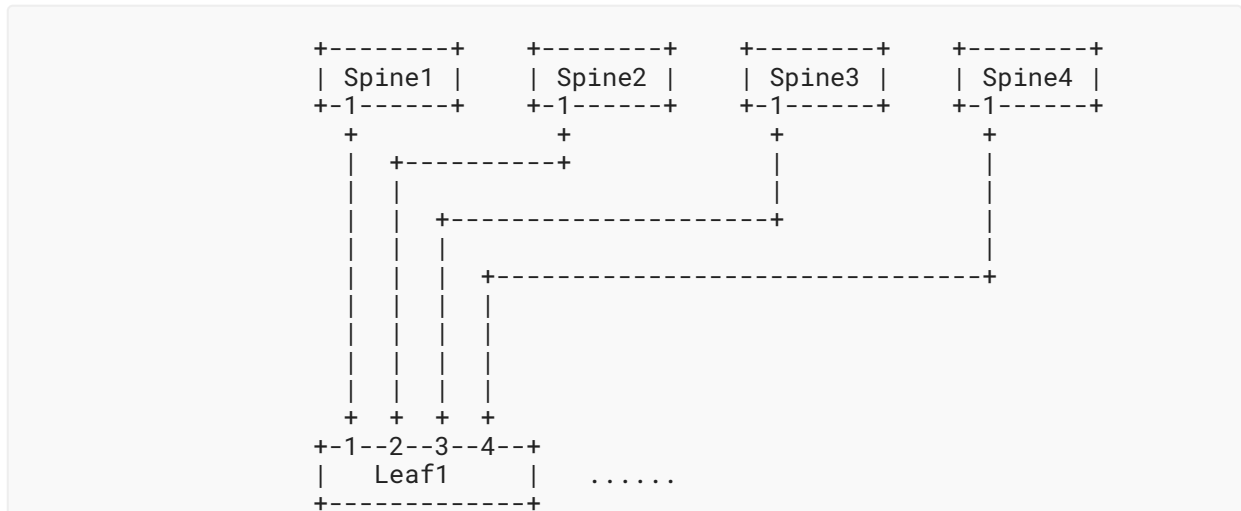 +--------+    +--------+    +--------+    +--------+
| Spine1 |    | Spine2 |    | Spine3 |    | Spine4 |
+-1------+    +-1------+    +-1------+    +-1------+
  +             +             +             +
  |  +----------+             |             |
  |  |                        |             |
  |  |  +---------------------+             |
  |  |  |                                   |
  |  |  |  +--------------------------------+
  |  |  |  |
  |  |  |  |
  |  |  |  |
  |  |  |  |
  +  +  +  +
+-1--2--3--4--+
|   Leaf1     |   ......
+-------------+